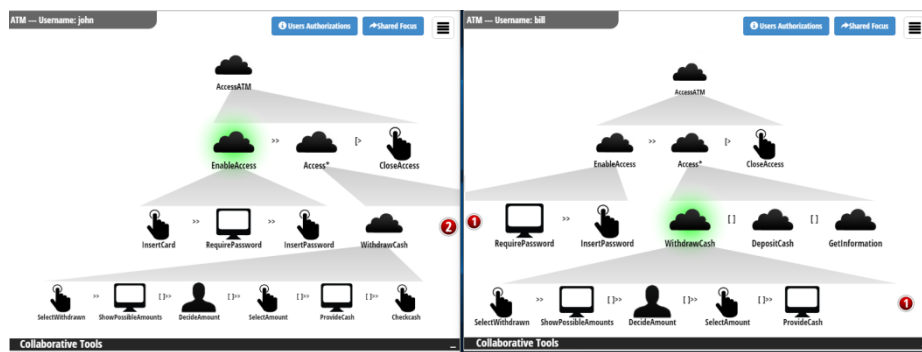 ATM --- Username: john
Users Authorizations
Shared Focus
AccessATM
EnableAccess >> Access* [> CloseAccess
InsertCard >> RequirePassword >> InsertPassword WithdrawCash
2
SelectWithdrawn >> ShowPossibleAmounts [ ]>> DecideAmount [ ]>> SelectAmount [ ]>> ProvideCash [ ]>> Checkcash
Collaborative Tools
ATM --- Username: bill
Users Authorizations
Shared Focus
AccessATM
EnableAccess >> Access* [> CloseAccess
1
RequirePassword >> InsertPassword WithdrawCash [ ] DepositCash [ ] GetInformation
SelectWithdrawn >> ShowPossibleAmounts [ ]>> DecideAmount [ ]>> SelectAmount [ ]>> ProvideCash
1
Collaborative Tools